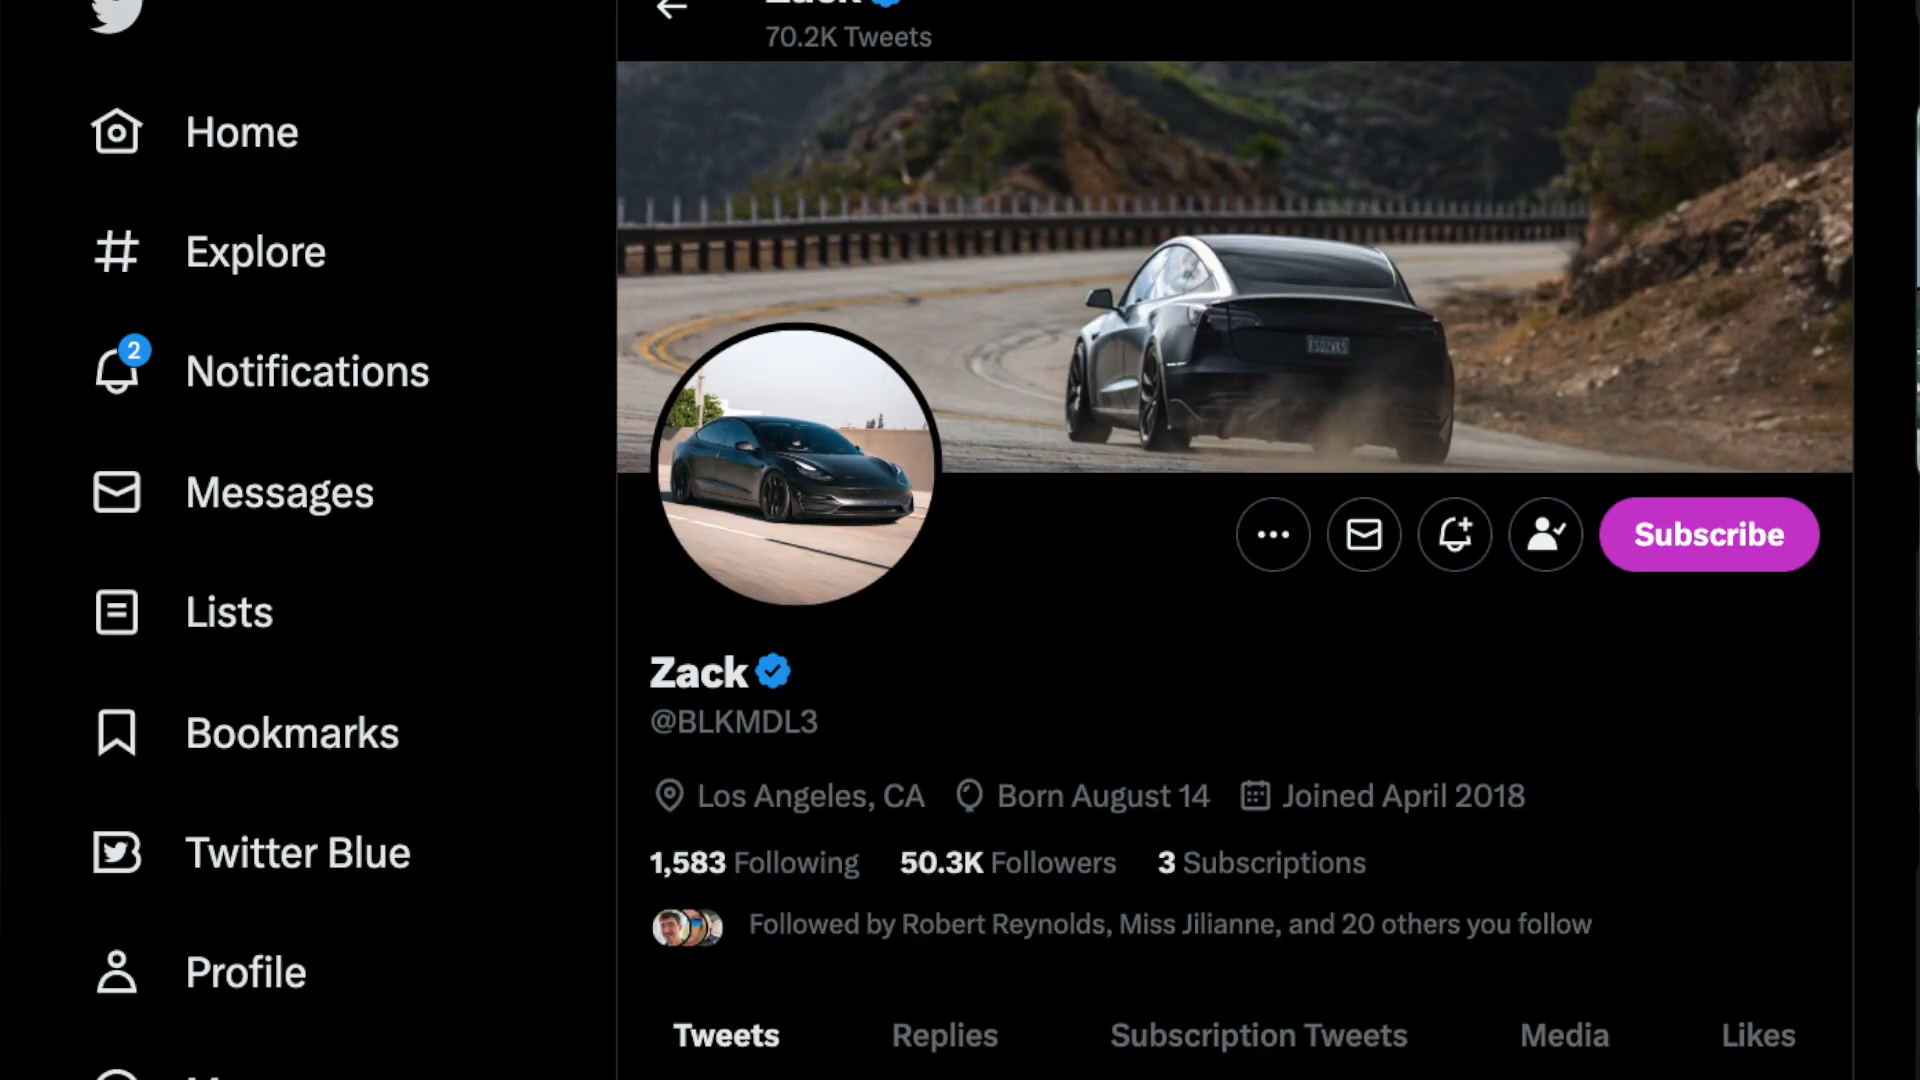 70.2K Tweets
Home
Explore
2
Notifications
Messages
Lists
Bookmarks
Twitter Blue
Profile
Subscribe
Zack
@BLKMDL3
Los Angeles, CA Born August 14 Joined April 2018
1,583 Following 50.3K Followers 3 Subscriptions
Followed by Robert Reynolds, Miss Jilianne, and 20 others you follow
Tweets Replies Subscription Tweets Media Likes